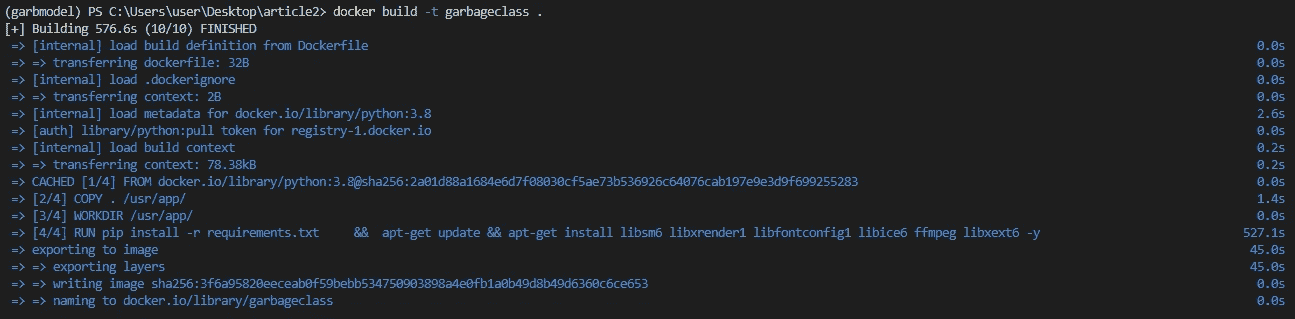 (garbmodel) PS C:\Users\user\Desktop\article2> docker build -t garbageclass .
[+] Building 576.6s (10/10) FINISHED
=> [internal] load build definition from Dockerfile 0.0s
=> => transferring dockerfile: 32B 0.0s
=> [internal] load .dockerignore 0.0s
=> => transferring context: 2B 0.0s
=> [internal] load metadata for docker.io/library/python:3.8 2.6s
=> [auth] library/python:pull token for registry-1.docker.io 0.0s
=> [internal] load build context 0.2s
=> => transferring context: 78.38kB 0.2s
=> CACHED [1/4] FROM docker.io/library/python:3.8@sha256:2a01d88a1684e6d7f08030cf5ae73b536926c64076cab197e9e3d9f699255283 0.0s
=> [2/4] COPY . /usr/app/ 1.4s
=> [3/4] WORKDIR /usr/app/ 0.0s
=> [4/4] RUN pip install -r requirements.txt     &&  apt-get update && apt-get install libsm6 libxrender1 libfontconfig1 libice6 ffmpeg libxext6 -y 527.1s
=> exporting to image 45.0s
=> => exporting layers 45.0s
=> => writing image sha256:3f6a95820eeceab0f59bebb534750903898a4e0fb1a0b49d8b49d6360c6ce653 0.0s
=> => naming to docker.io/library/garbageclass 0.0s